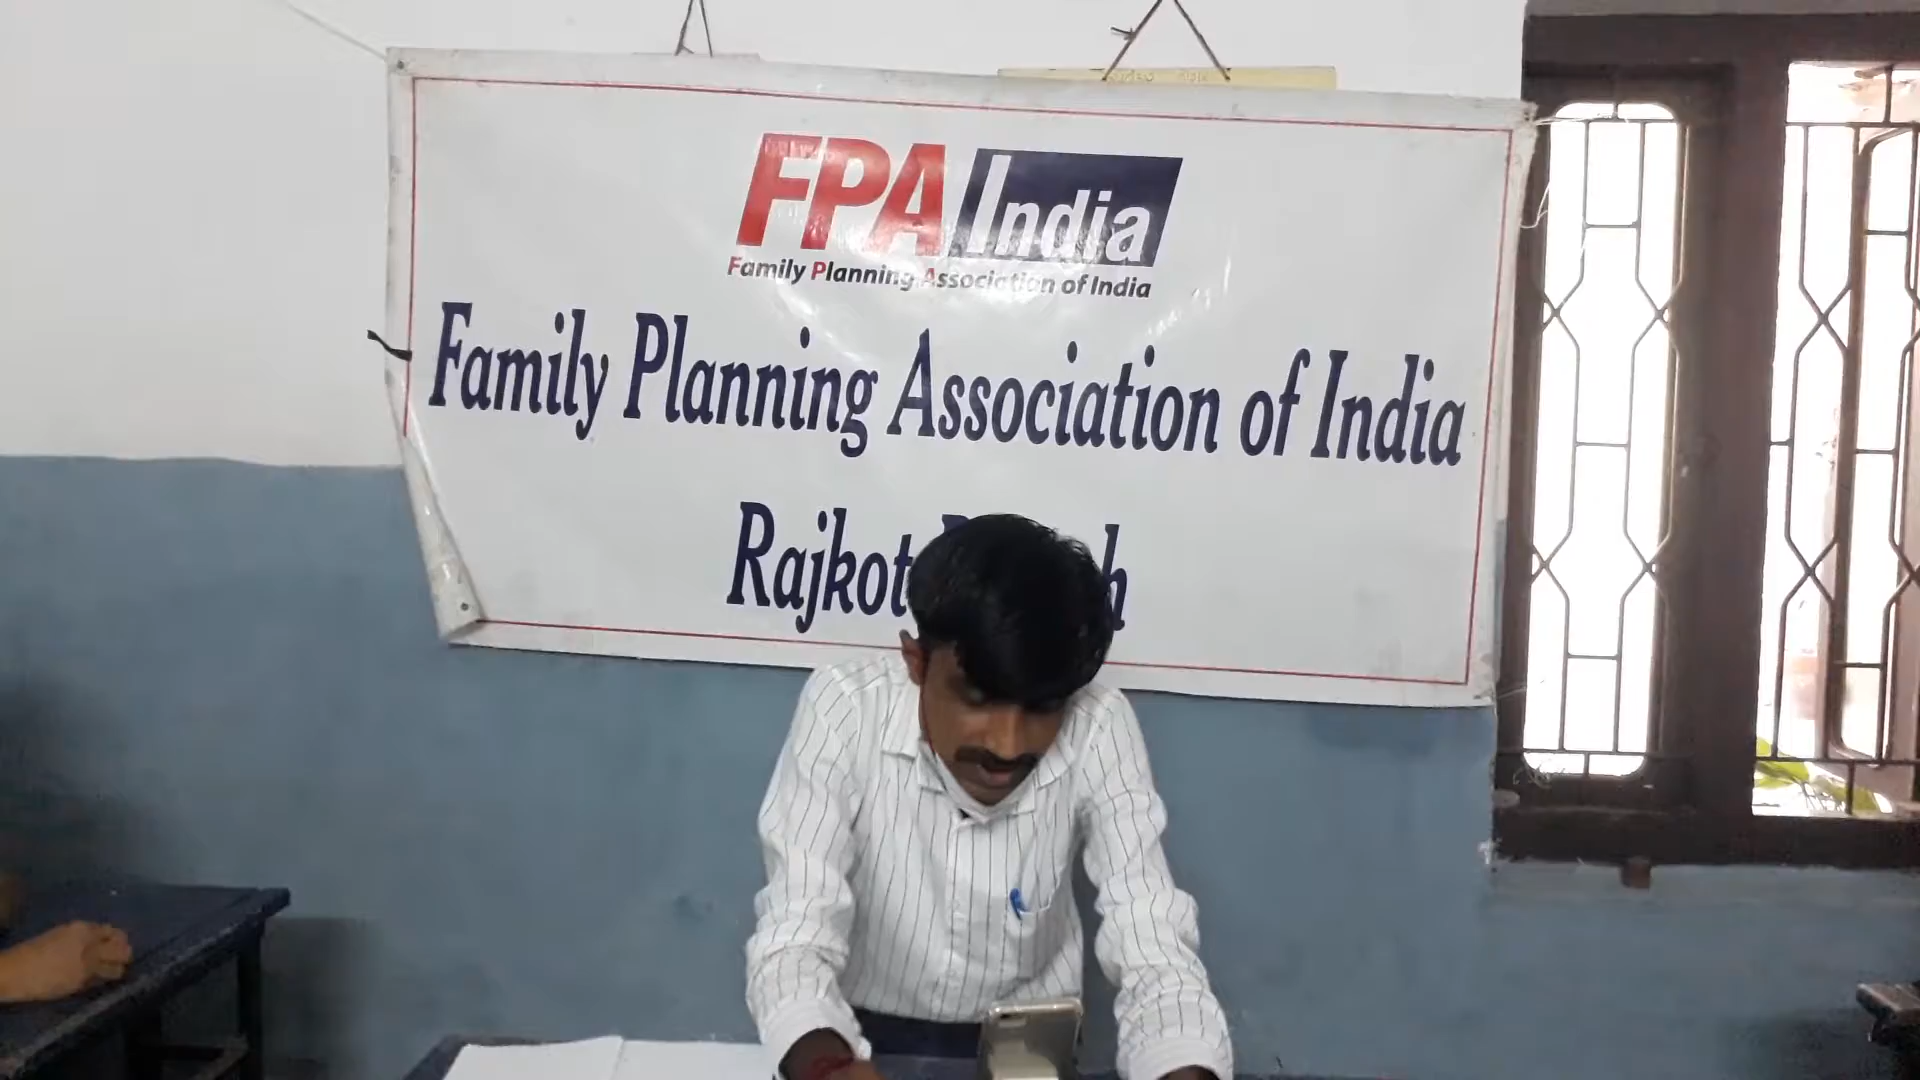 FPA India
Family Planning Association of India
Family Planning Association of India
Rajkot